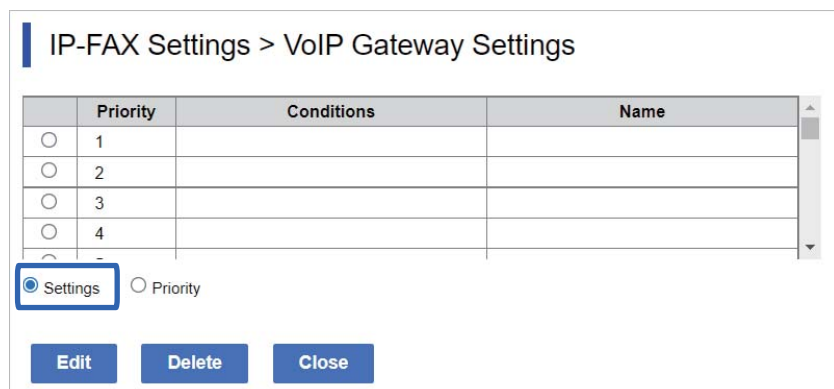 IP-FAX Settings > VoIP Gateway Settings
Priority Conditions Name
1
2
3
4
Settings Priority
Edit Delete Close